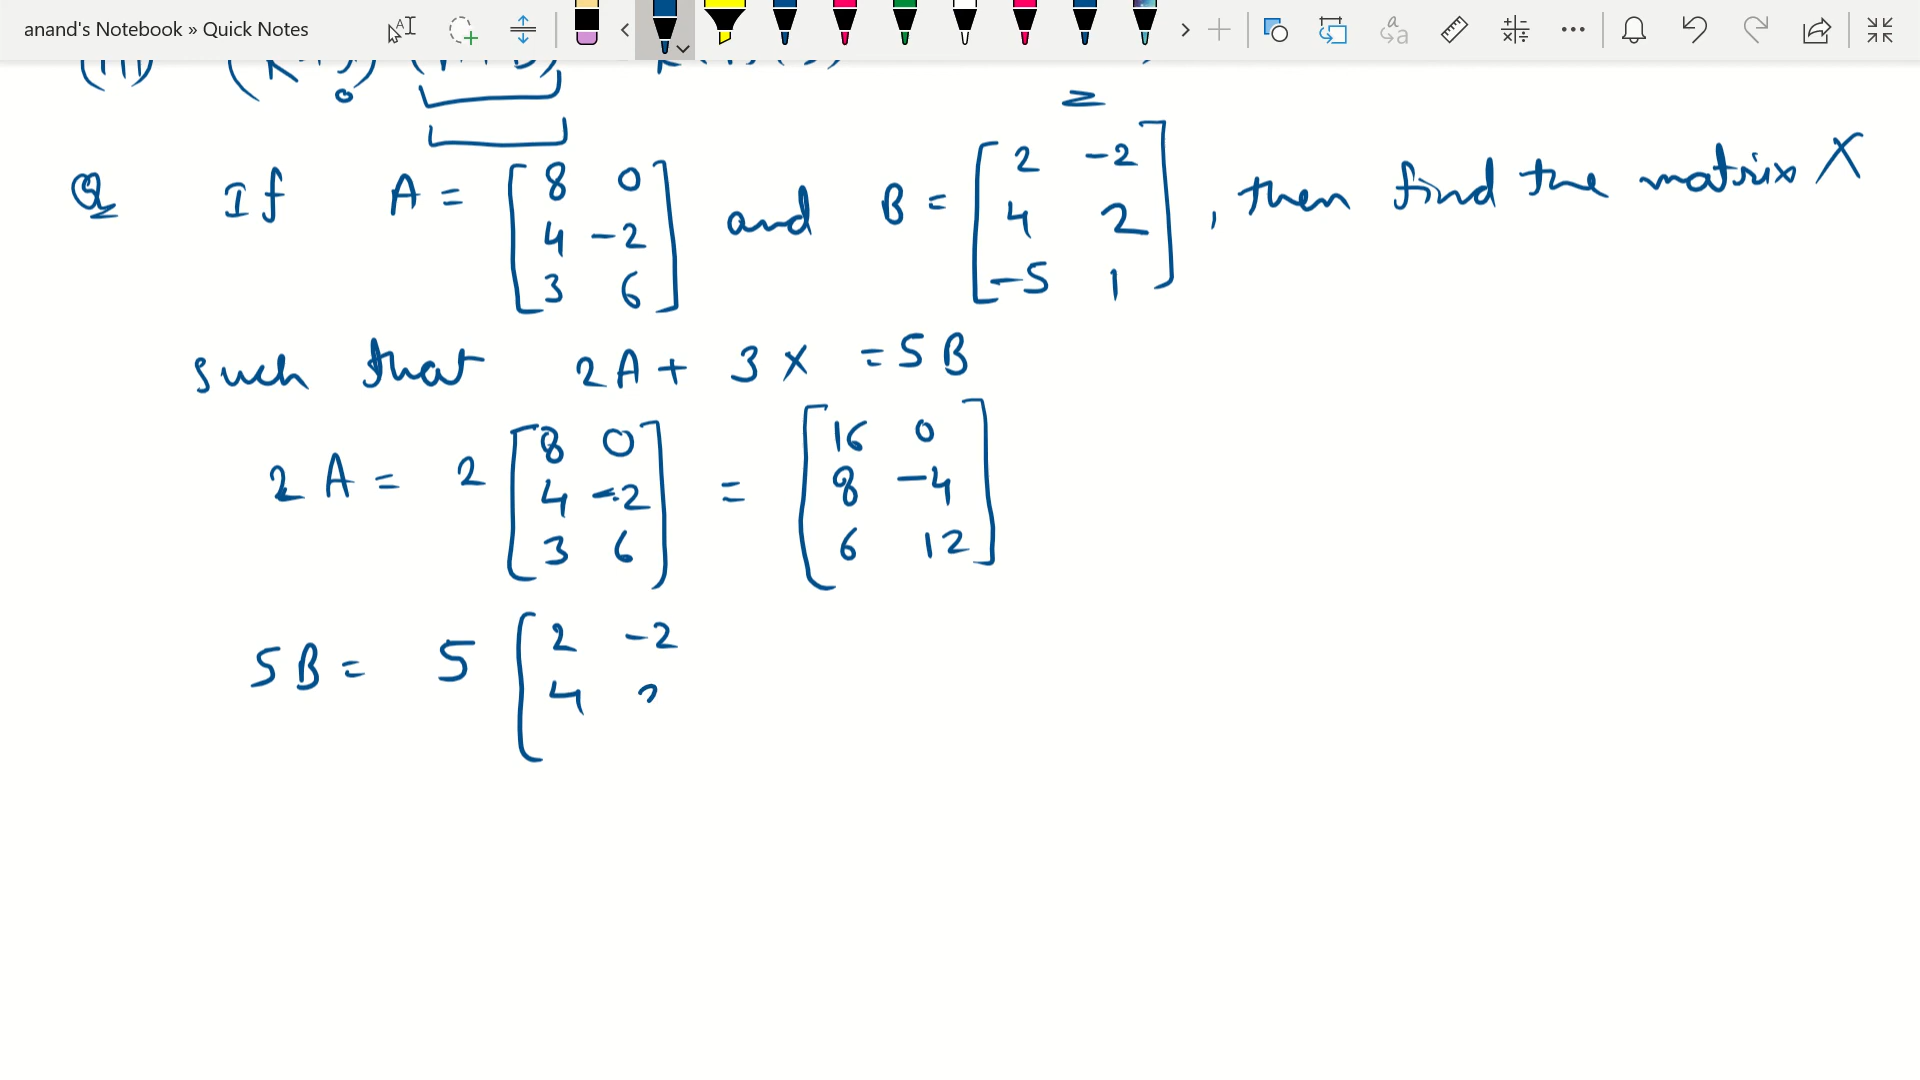 anand's Notebook » Quick Notes
Q If A = [8 0 4 -2 3 6] and B = [2 -2 4 2 -5 1], then find the matrix X
such that 2A + 3X = 5B
2A = 2 [8 0 4 -2 3 6] = [16 0 8 -4 6 12]
5B = 5 [2 -2 4